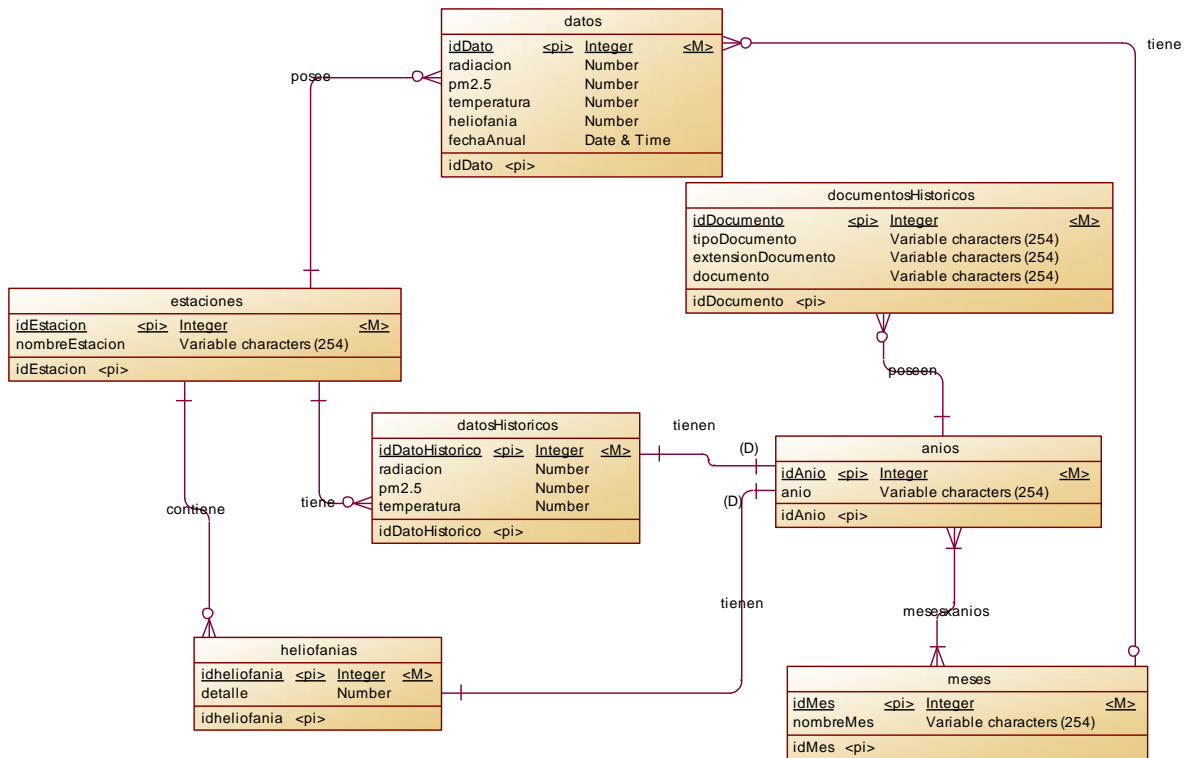 datos
idDato <pi> Integer <M>
radiacion Number
pm2.5 Number
temperatura Number
heliofania Number
fechaAnual Date & Time
idDato <pi>
tiene
posee
documentosHistoricos
idDocumento <pi> Integer <M>
tipoDocumento Variable characters (254)
extensionDocumento Variable characters (254)
documento Variable characters (254)
idDocumento <pi>
estaciones
idEstacion <pi> Integer <M>
nombreEstacion Variable characters (254)
idEstacion <pi>
poseen
datosHistoricos
idDatoHistorico <pi> Integer <M>
radiacion Number
pm2.5 Number
temperatura Number
idDatoHistorico <pi>
tienen
(D)
(D)
anios
idAnio <pi> Integer <M>
anio Variable characters (254)
idAnio <pi>
contiene
tiene
tienen
mesesxanios
heliofanias
idheliofania <pi> Integer <M>
detalle Number
idheliofania <pi>
meses
idMes <pi> Integer <M>
nombreMes Variable characters (254)
idMes <pi>